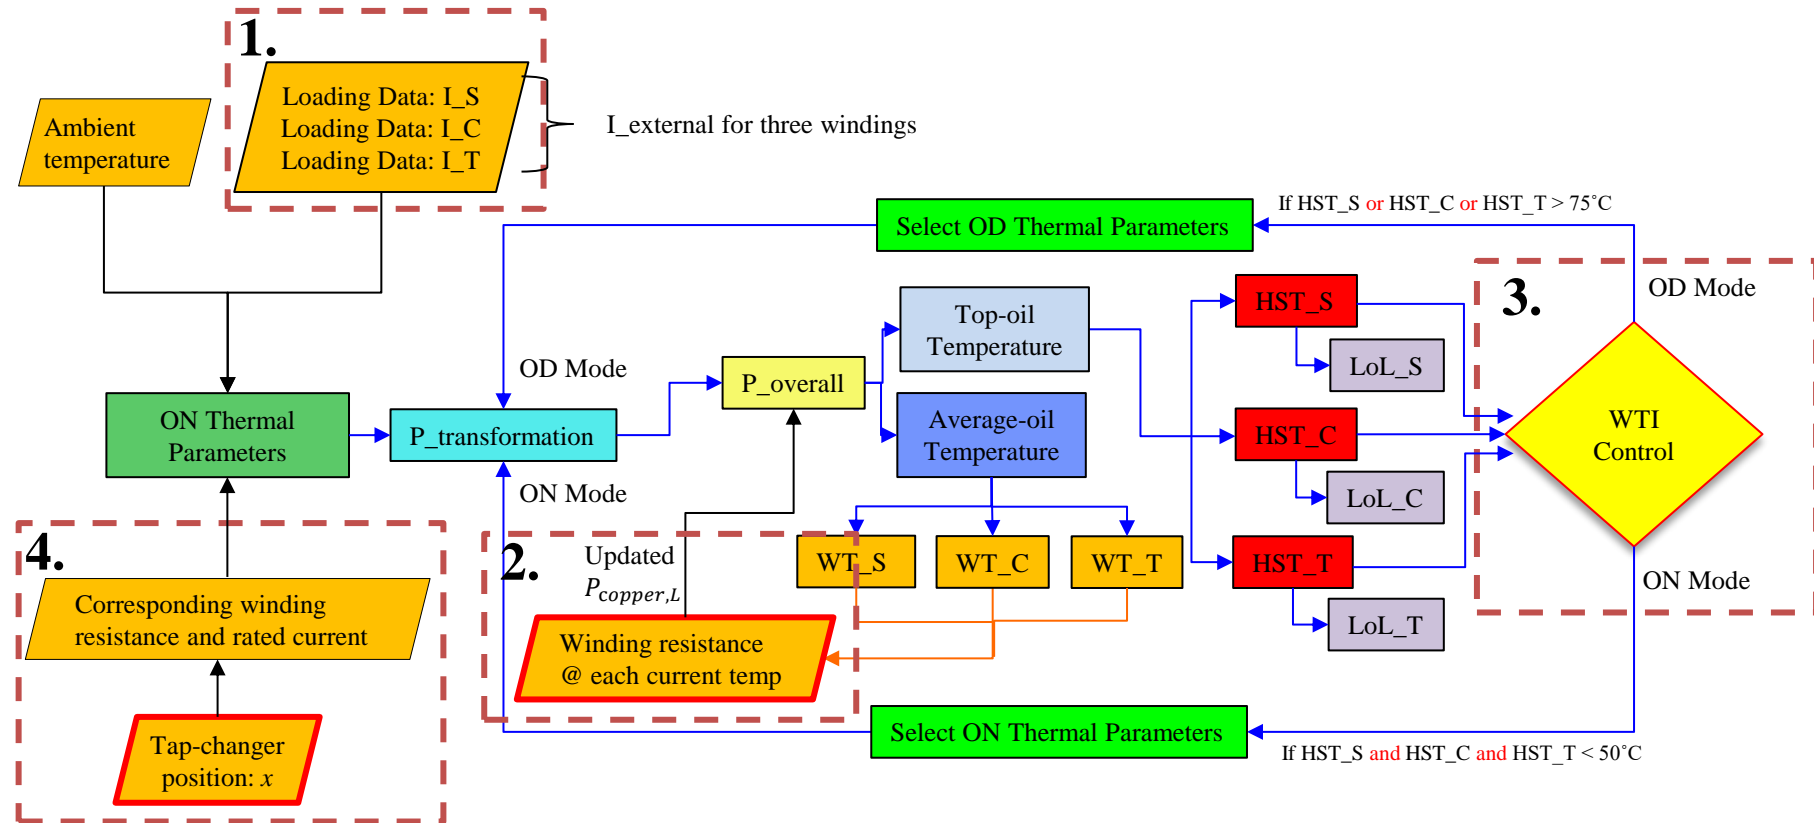 1.
Loading Data: I_S
Loading Data: I_C
Loading Data: I_T
I_external for three windings
Ambient
temperature
If HST_S or HST_C or HST_T > 75˚C
Select OD Thermal Parameters
OD Mode
3.
HST_S
LoL_S
Top-oil
Temperature
OD Mode
P_overall
ON Thermal
Parameters
P_transformation
Average-oil
Temperature
HST_C
LoL_C
WTI
Control
ON Mode
4.
2.
Updated
P_copper,L
WT_S
WT_C
WT_T
HST_T
LoL_T
ON Mode
Corresponding winding
resistance and rated current
Winding resistance
@ each current temp
Tap-changer
position: x
Select ON Thermal Parameters
If HST_S and HST_C and HST_T < 50˚C